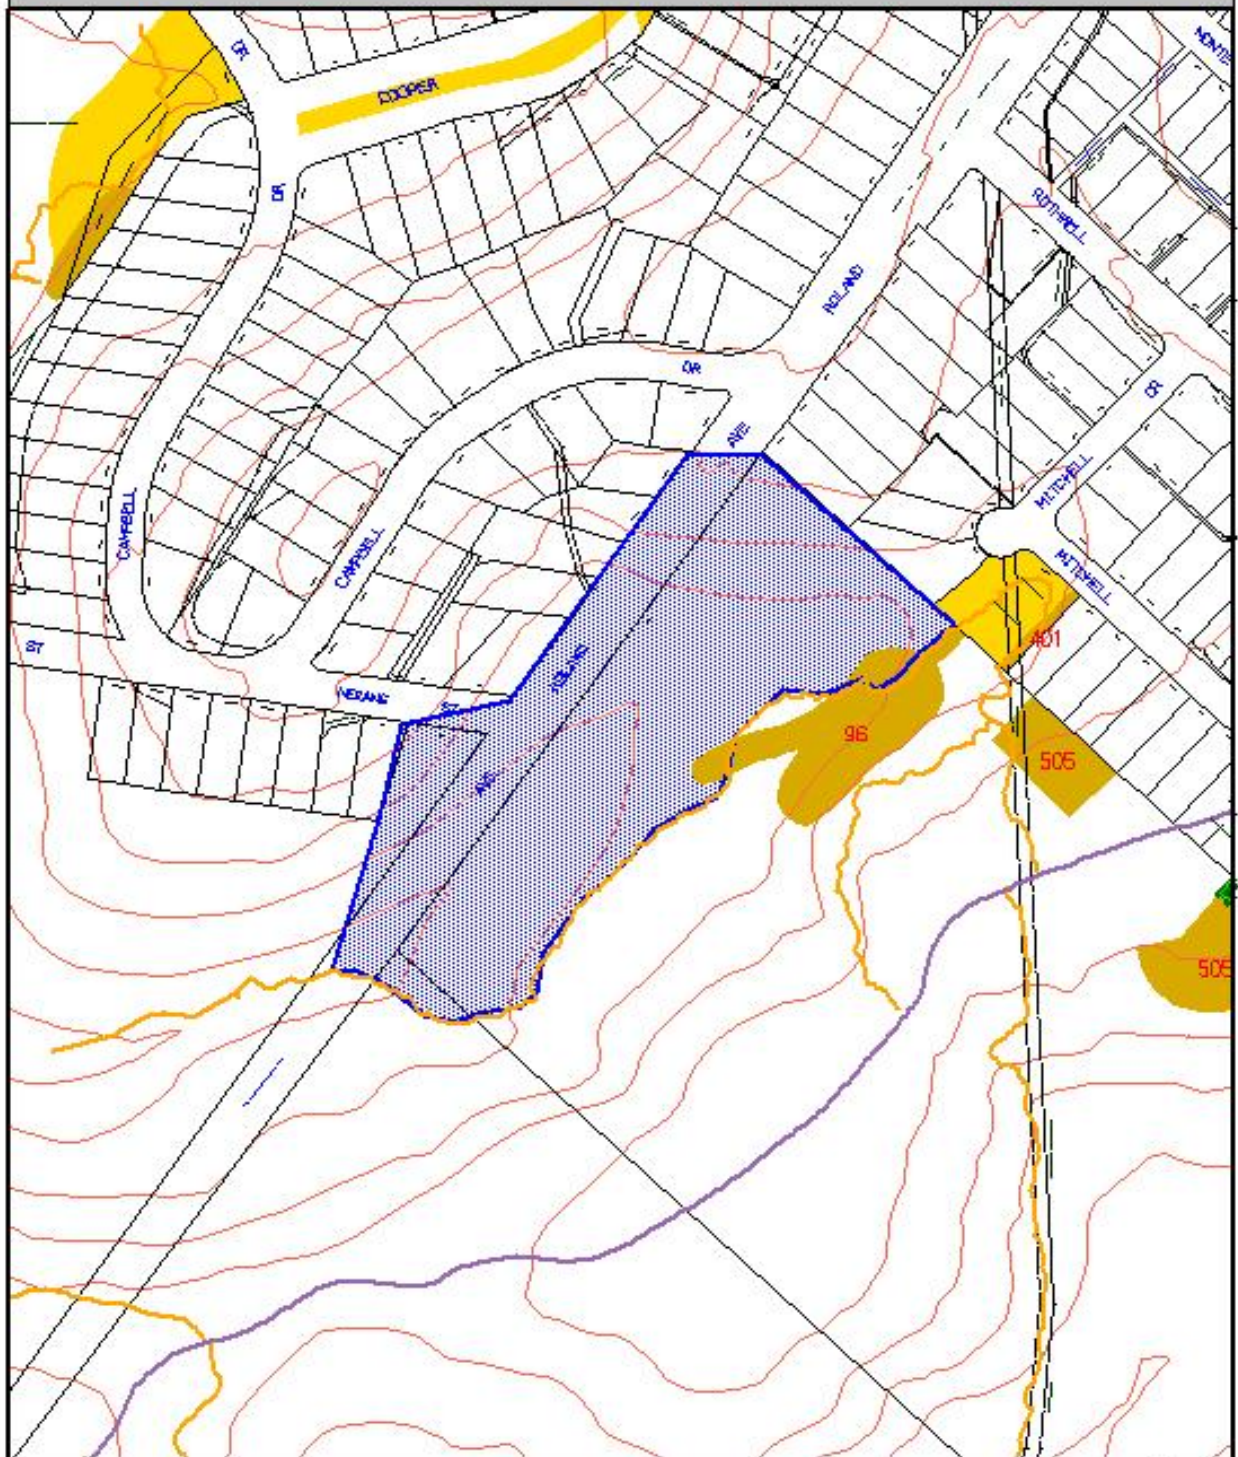 DR
COOPER
DR
ROTHWELL
ROLAND
DR
DR
AVE
MITCHELL
CAMPBELL
CAMPBELL
MITCHELL
401
ST
ROLAND
NERANG
ST
96
505
AVE
505